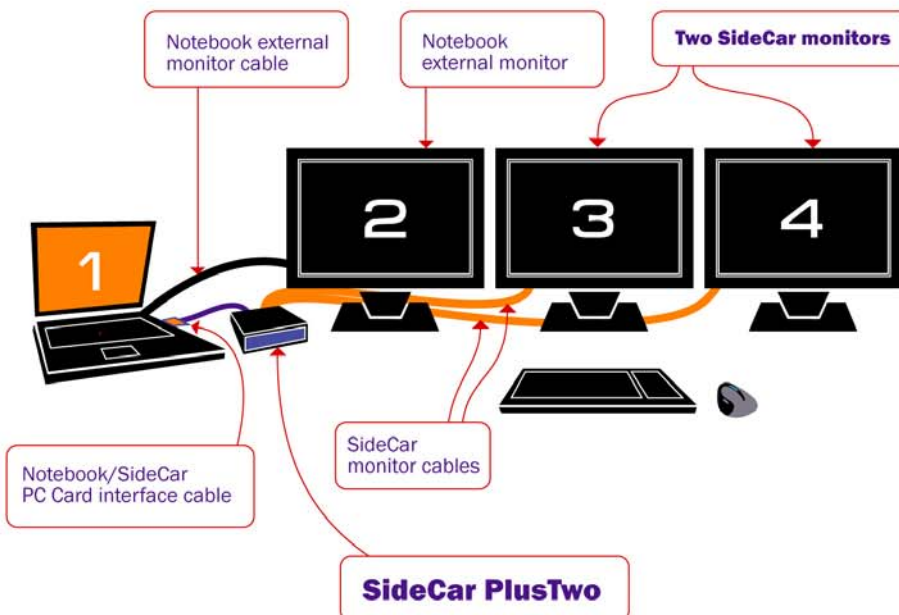 Notebook external
monitor cable
Notebook
external monitor
Two SideCar monitors
1
2
3
4
Notebook/SideCar
PC Card interface cable
SideCar
monitor cables
SideCar PlusTwo